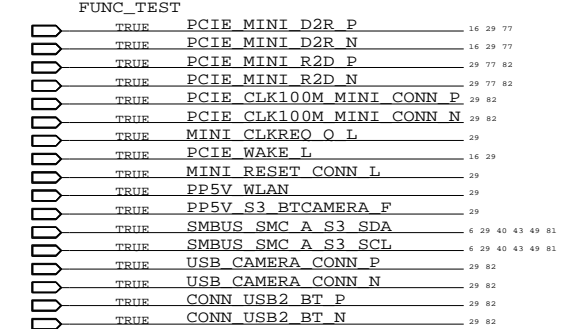 FUNC_TEST
TRUE PCIE_MINI_D2R_P 16 29 77
TRUE PCIE_MINI_D2R_N 16 29 77
TRUE PCIE_MINI_R2D_P 29 77 82
TRUE PCIE_MINI_R2D_N 29 77 82
TRUE PCIE_CLK100M_MINI_CONN_P 29 82
TRUE PCIE_CLK100M_MINI_CONN_N 29 82
TRUE MINI_CLKREQ_Q_L 29
TRUE PCIE_WAKE_L 16 29
TRUE MINI_RESET_CONN_L 29
TRUE PP5V_WLAN 29
TRUE PP5V_S3_BTCAMERA_F 29
TRUE SMBUS_SMC_A_S3_SDA 6 29 40 43 49 81
TRUE SMBUS_SMC_A_S3_SCL 6 29 40 43 49 81
TRUE USB_CAMERA_CONN_P 29 82
TRUE USB_CAMERA_CONN_N 29 82
TRUE CONN_USB2_BT_P 29 82
TRUE CONN_USB2_BT_N 29 82